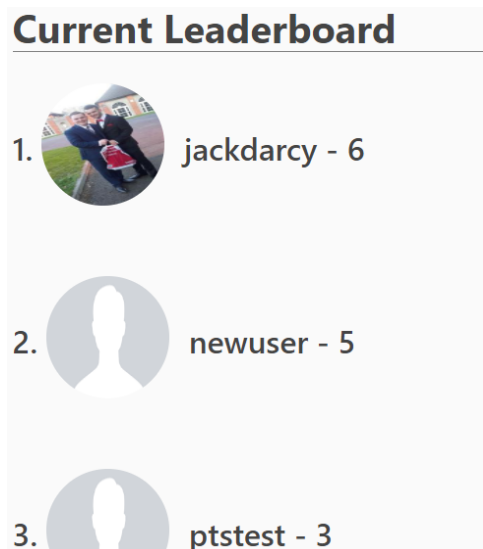 Current Leaderboard
1. jackdarcy - 6
2. newuser - 5
3. ptstest - 3